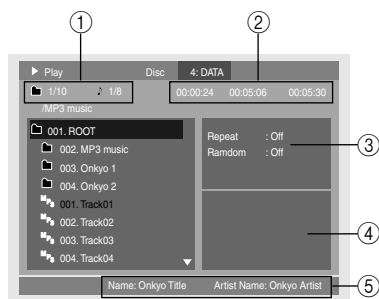 ① ②
Play Disc 4: DATA
1/10 1/8 00:00:24 00:05:06 00:05:30
/MP3 music
001. ROOT
002. MP3 music
003. Onkyo 1
004. Onkyo 2
001. Track01
002. Track02
003. Track03
004. Track04
Repeat : Off
Ramdom : Off
③
④
Name: Onkyo Title Artist Name: Onkyo Artist
⑤